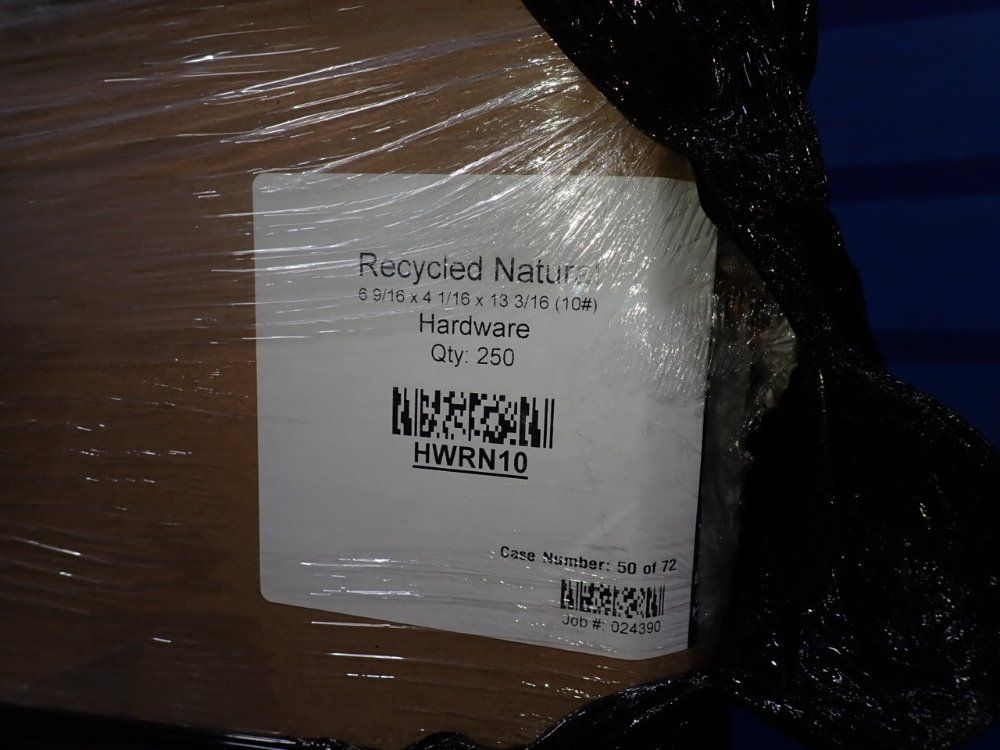 Recycled Natural
6 9/16 x 4 1/16 x 13 3/16 (10#)
Hardware
Qty: 250
HWRN10
Case Number: 50 of 72
Job #: 024390